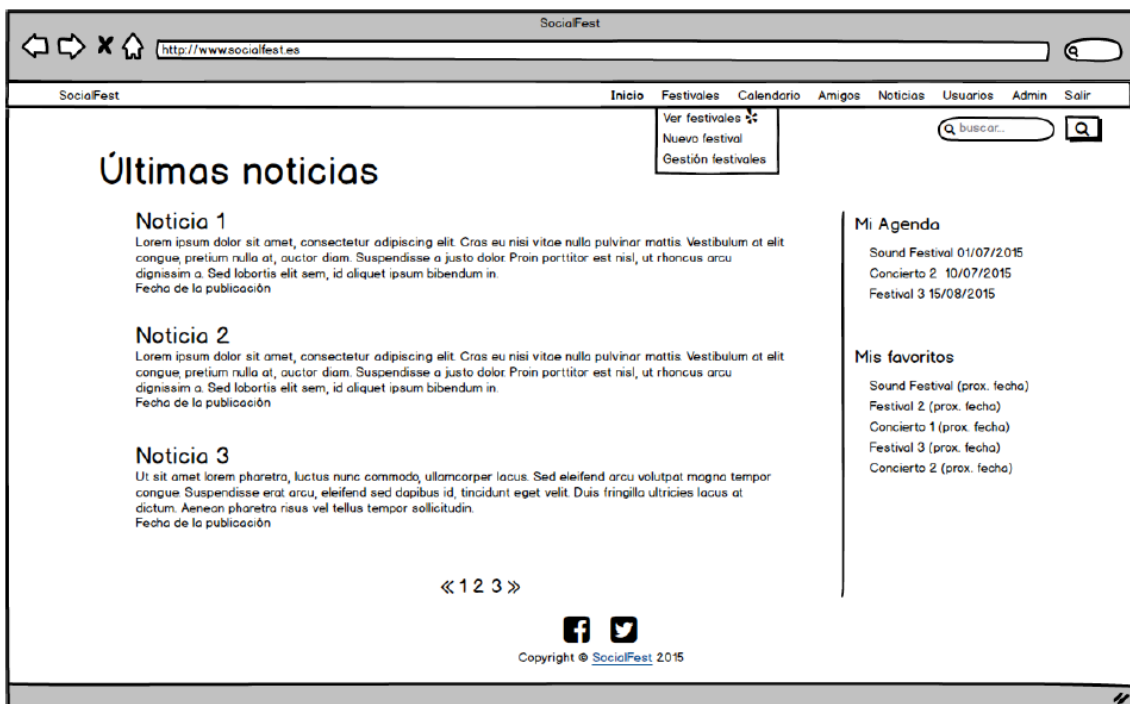 SocialFest
http://www.socialfest.es
SocialFest Inicio Festivales Calendario Amigos Noticias Usuarios Admin Salir
Ver festivales
Nuevo festival
Gestión festivales
buscar...
Últimas noticias
Noticia 1
Lorem ipsum dolor sit amet, consectetur adipiscing elit. Cras eu nisi vitae nulla pulvinar mattis. Vestibulum at elit
congue, pretium nulla at, auctor diam. Suspendisse a justo dolor. Proin porttitor est nisl, ut rhoncus arcu
dignissim a. Sed lobortis elit sem, id aliquet ipsum bibendum in.
Fecha de la publicación
Noticia 2
Lorem ipsum dolor sit amet, consectetur adipiscing elit. Cras eu nisi vitae nulla pulvinar mattis. Vestibulum at elit
congue, pretium nulla at, auctor diam. Suspendisse a justo dolor. Proin porttitor est nisl, ut rhoncus arcu
dignissim a. Sed lobortis elit sem, id aliquet ipsum bibendum in.
Fecha de la publicación
Noticia 3
Ut sit amet lorem pharetra, luctus nunc commodo, ullamcorper lacus. Sed eleifend arcu volutpat magna tempor
congue. Suspendisse erat arcu, eleifend sed dapibus id, tincidunt eget velit. Duis fringilla ultricies lacus at
dictum. Aenean pharetra risus vel tellus tempor sollicitudin.
Fecha de la publicación
« 1 2 3 »
Mi Agenda
Sound Festival 01/07/2015
Concierto 2 10/07/2015
Festival 3 15/08/2015
Mis favoritos
Sound Festival (prox. fecha)
Festival 2 (prox. fecha)
Concierto 1 (prox. fecha)
Festival 3 (prox. fecha)
Concierto 2 (prox. fecha)
Copyright © SocialFest 2015